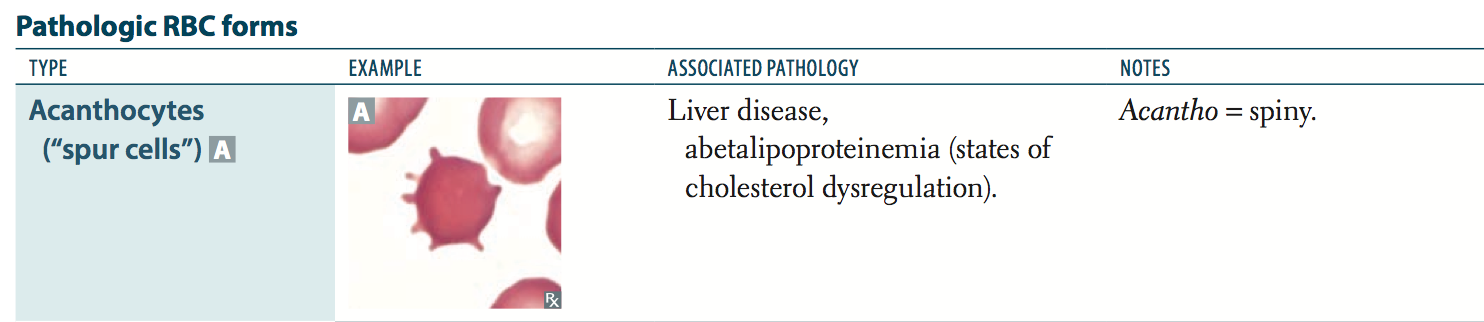 Pathologic RBC forms
TYPE EXAMPLE ASSOCIATED PATHOLOGY NOTES
Acanthocytes
(“spur cells”) A
A
Liver disease,
abetalipoproteinemia (states of
cholesterol dysregulation).
Acantho = spiny.
℞